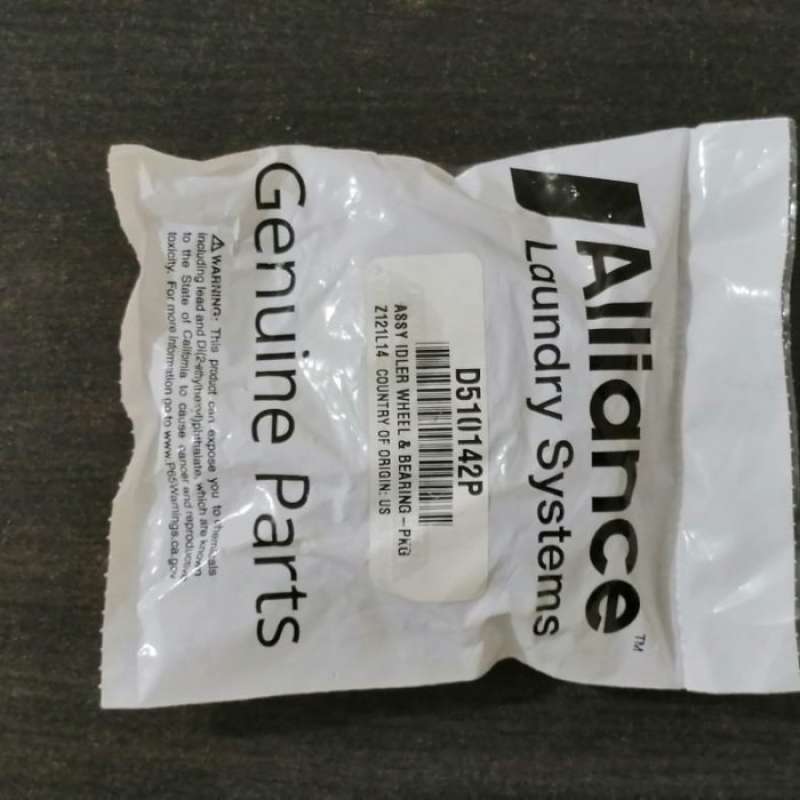 Alliance™
Laundry Systems
D510142P
ASSY IDLER WHEEL & BEARING-PKG
Z121L14 COUNTRY OF ORIGIN: US
Genuine Parts
⚠ WARNING: This product can expose you to chemicals
including lead and Di(2-ethylhexyl)phthalate, which are known
to the State of California to cause cancer and reproductive
toxicity. For more information go to www.P65Warnings.ca.gov